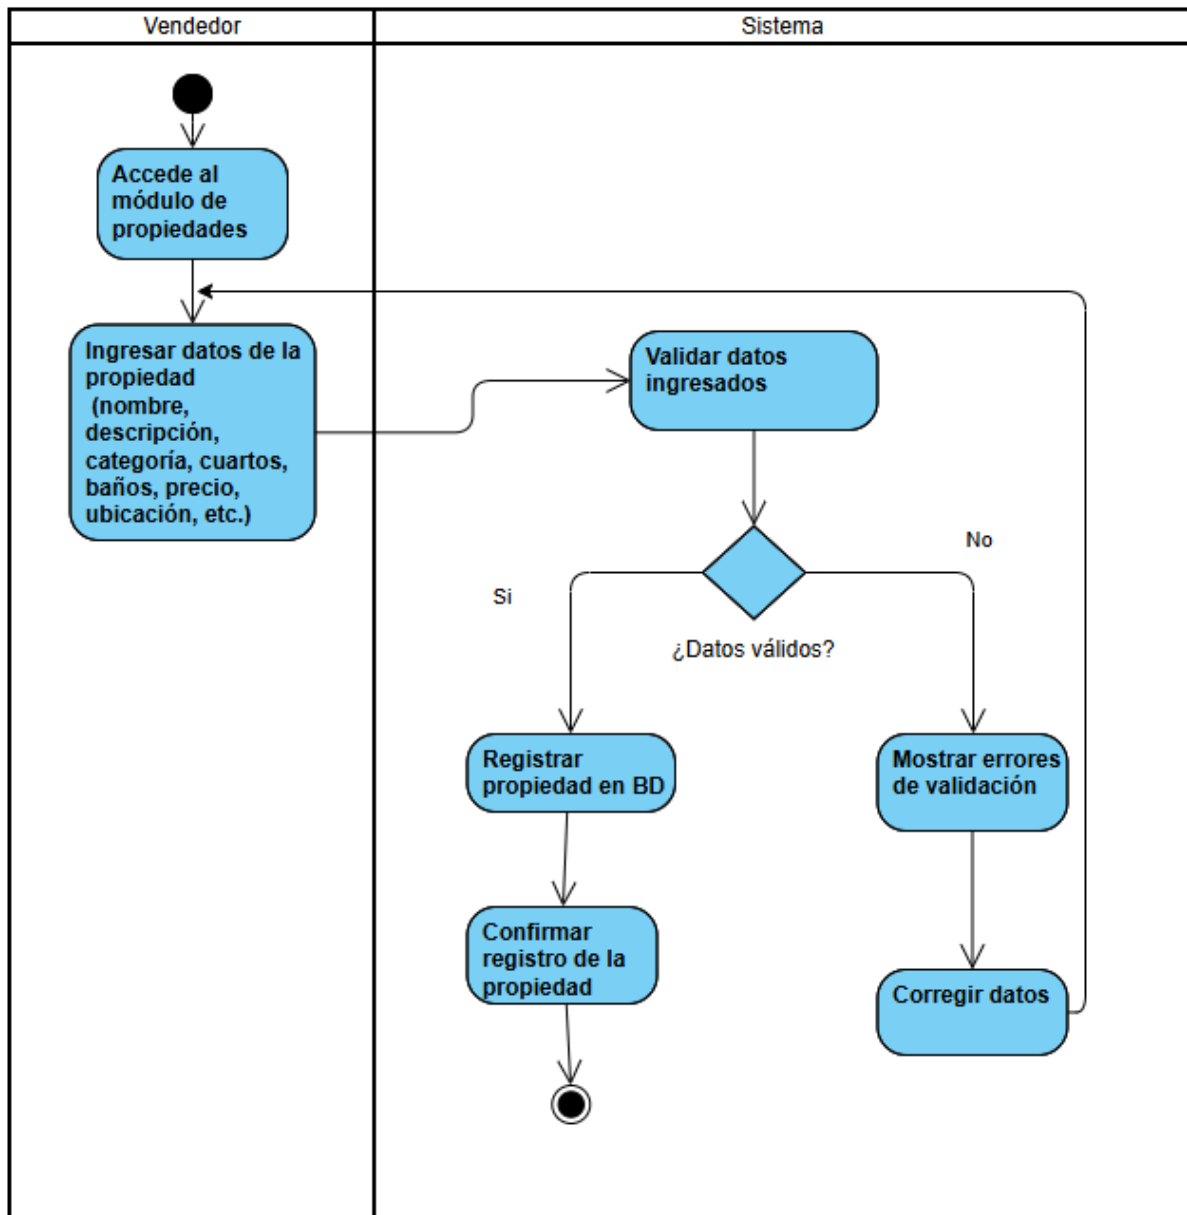 Vendedor
Sistema
Accede al
módulo de
propiedades
Ingresar datos de la
propiedad
(nombre,
descripción,
categoría, cuartos,
baños, precio,
ubicación, etc.)
Validar datos
ingresados
No
Si
¿Datos válidos?
Registrar
propiedad en BD
Mostrar errores
de validación
Confirmar
registro de la
propiedad
Corregir datos